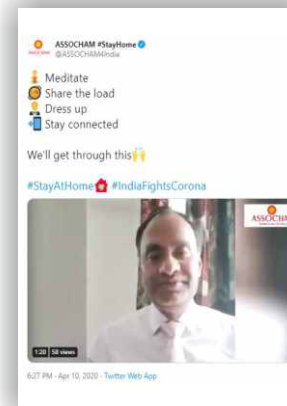 ASSOCHAM #StayHome
@ASSOCHAM4India
Meditate
Share the load
Dress up
Stay connected
We'll get through this
#StayAtHome #IndiaFightsCorona
ASSOCHAM
1:20 58 views
6:27 PM - Apr 10, 2020 - Twitter Web App